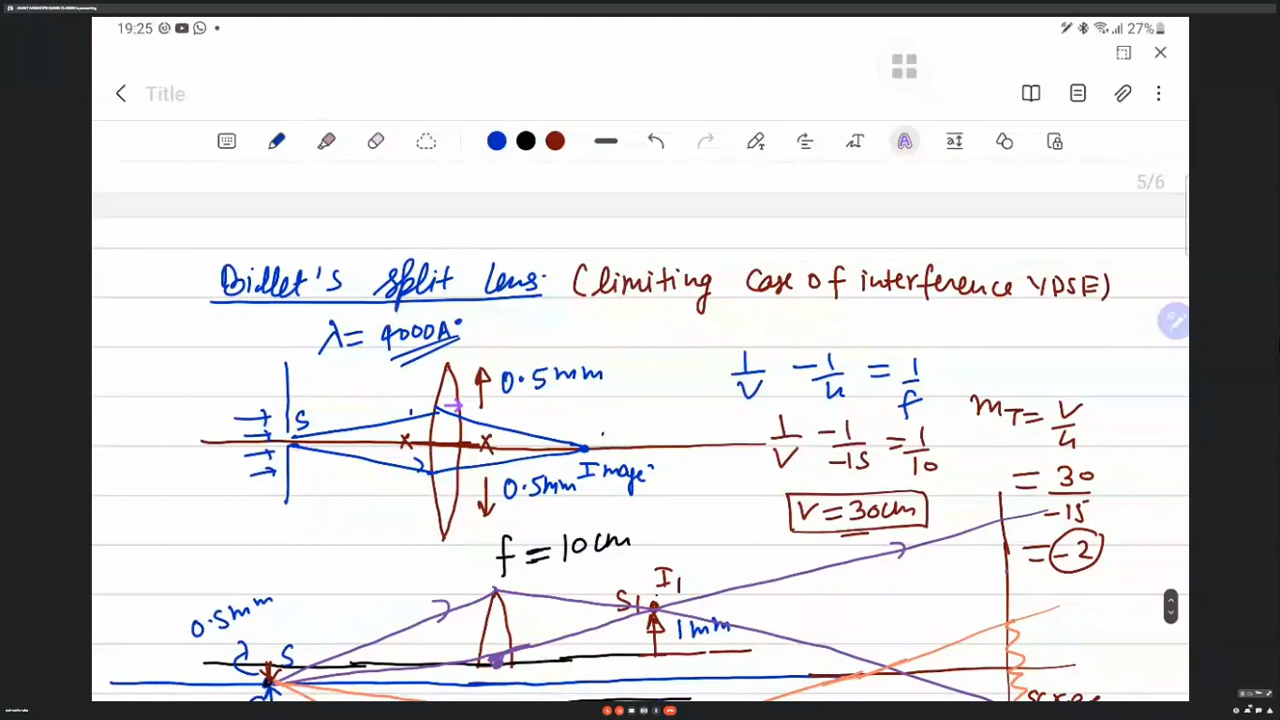 19:25
27%
Title
5/6
Billet's split Lens. (limiting case of interference YDSE)
λ = 4000A°
S
0.5mm
0.5mm
Image
f = 10cm
1/v - 1/u = 1/f
1/v - 1/-15 = 1/10
V = 30cm
mT = v/u
= 30/-15
= -2
0.5mm
S
S1
I1
1mm